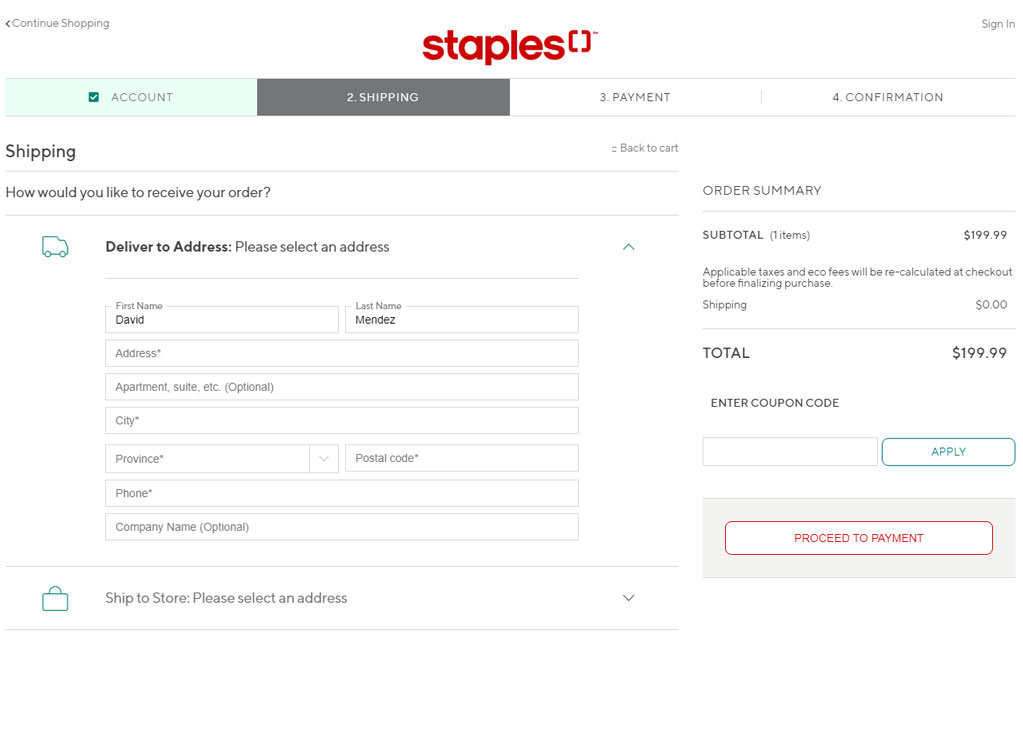 Continue Shopping
Sign In
staples™
ACCOUNT
2. SHIPPING
3. PAYMENT
4. CONFIRMATION
Shipping
Back to cart
How would you like to receive your order?
Deliver to Address: Please select an address
First Name
David
Last Name
Mendez
Address*
Apartment, suite, etc. (Optional)
City*
Province*
Postal code*
Phone*
Company Name (Optional)
Ship to Store: Please select an address
ORDER SUMMARY
SUBTOTAL (1 items) $199.99
Applicable taxes and eco fees will be re-calculated at checkout
before finalizing purchase.
Shipping $0.00
TOTAL $199.99
ENTER COUPON CODE
APPLY
PROCEED TO PAYMENT